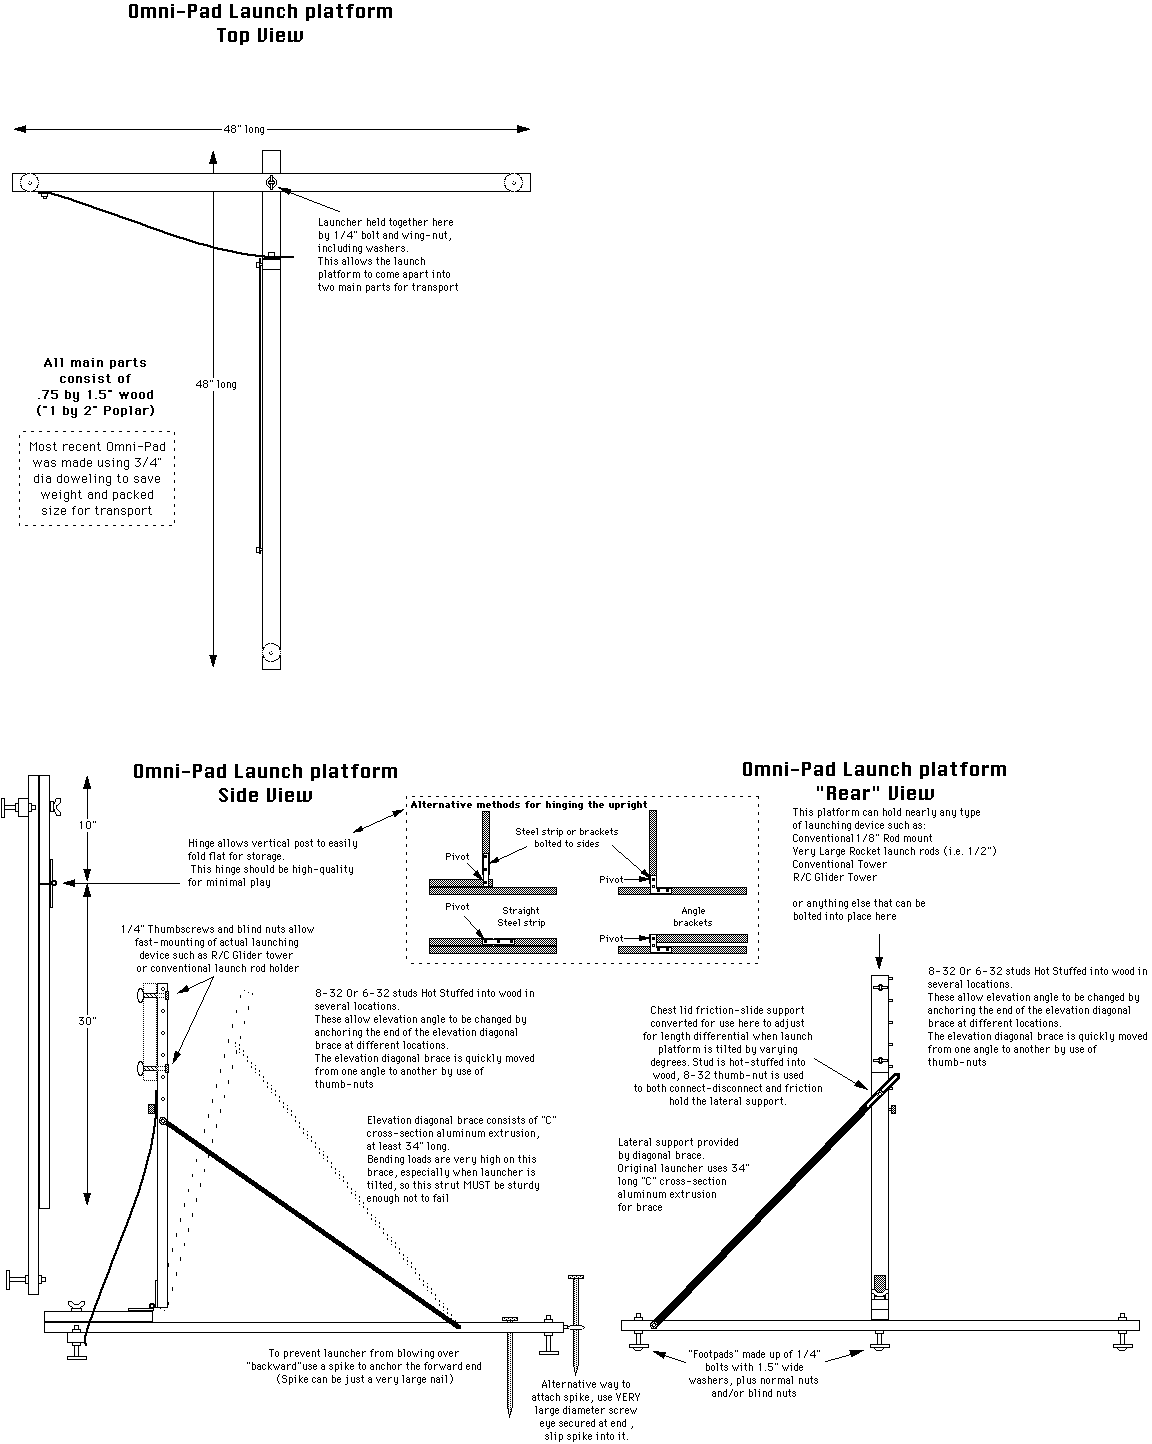 Omni-Pad Launch platform
Top View
48" long
Launcher held together here
by 1/4" bolt and wing-nut,
including washers.
This allows the launch
platform to come apart into
two main parts for transport
All main parts
consist of
.75 by 1.5" wood
("1 by 2" Poplar)
48" long
Most recent Omni-Pad
was made using 3/4"
dia doweling to save
weight and packed
size for transport
Omni-Pad Launch platform
Side View
10"
30"
Hinge allows vertical post to easily
fold flat for storage.
This hinge should be high-quality
for minimal play
Alternative methods for hinging the upright
Steel strip or brackets
bolted to sides
Pivot
Pivot
Pivot
Straight
Steel strip
Angle
brackets
Pivot
1/4" Thumbscrews and blind nuts allow
fast-mounting of actual launching
device such as R/C Glider tower
or conventional launch rod holder
8-32 Or 6-32 studs Hot Stuffed into wood in
several locations.
These allow elevation angle to be changed by
anchoring the end of the elevation diagonal
brace at different locations.
The elevation diagonal brace is quickly moved
from one angle to another by use of
thumb-nuts
Elevation diagonal brace consists of "C"
cross-section aluminum extrusion,
at least 34" long.
Bending loads are very high on this
brace, especially when launcher is
tilted, so this strut MUST be sturdy
enough not to fail
To prevent launcher from blowing over
"backward"use a spike to anchor the forward end
(Spike can be just a very large nail)
Alternative way to
attach spike, use VERY
large diameter screw
eye secured at end ,
slip spike into it.
Omni-Pad Launch platform
"Rear" View
This platform can hold nearly any type
of launching device such as:
Conventional1/8" Rod mount
Very Large Rocket launch rods (i.e. 1/2")
Conventional Tower
R/C Glider Tower
or anything else that can be
bolted into place here
8-32 Or 6-32 studs Hot Stuffed into wood in
several locations.
These allow elevation angle to be changed by
anchoring the end of the elevation diagonal
brace at different locations.
The elevation diagonal brace is quickly moved
from one angle to another by use of
thumb-nuts
Chest lid friction-slide support
converted for use here to adjust
for length differential when launch
platform is tilted by varying
degrees. Stud is hot-stuffed into
wood, 8-32 thumb-nut is used
to both connect-disconnect and friction
hold the lateral support.
Lateral support provided
by diagonal brace.
Original launcher uses 34"
long "C" cross-section
aluminum extrusion
for brace
"Footpads" made up of 1/4"
bolts with 1.5" wide
washers, plus normal nuts
and/or blind nuts